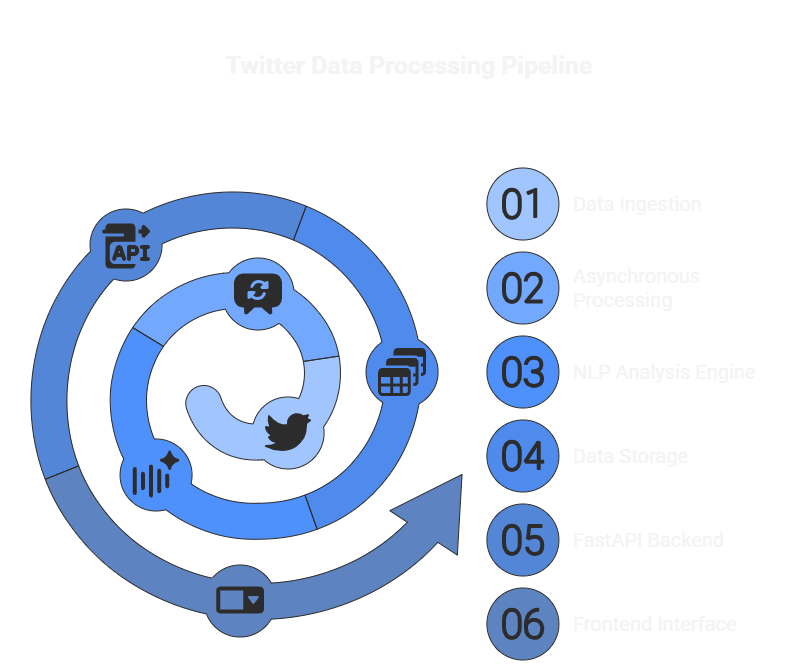 Twitter Data Processing Pipeline
API
01
Data Ingestion
02
Asynchronous
Processing
03
NLP Analysis Engine
04
Data Storage
05
FastAPI Backend
06
Frontend Interface